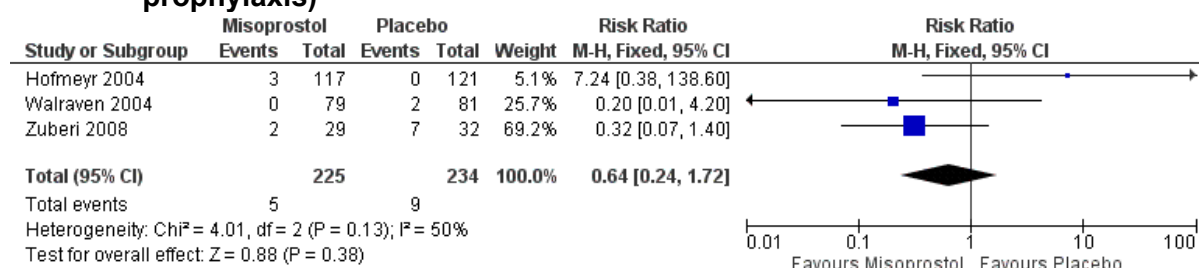 prophylaxis)
Misoprostol Placebo Risk Ratio Risk Ratio
Study or Subgroup Events Total Events Total Weight M-H, Fixed, 95% CI M-H, Fixed, 95% CI
Hofmeyr 2004 3 117 0 121 5.1% 7.24 [0.38, 138.60]
Walraven 2004 0 79 2 81 25.7% 0.20 [0.01, 4.20]
Zuberi 2008 2 29 7 32 69.2% 0.32 [0.07, 1.40]
Total (95% CI) 225 234 100.0% 0.64 [0.24, 1.72]
Total events 5 9
Heterogeneity: Chi² = 4.01, df = 2 (P = 0.13); I² = 50%
Test for overall effect: Z = 0.88 (P = 0.38)
0.01 0.1 1 10 100
Favours Misoprostol Favours Placebo